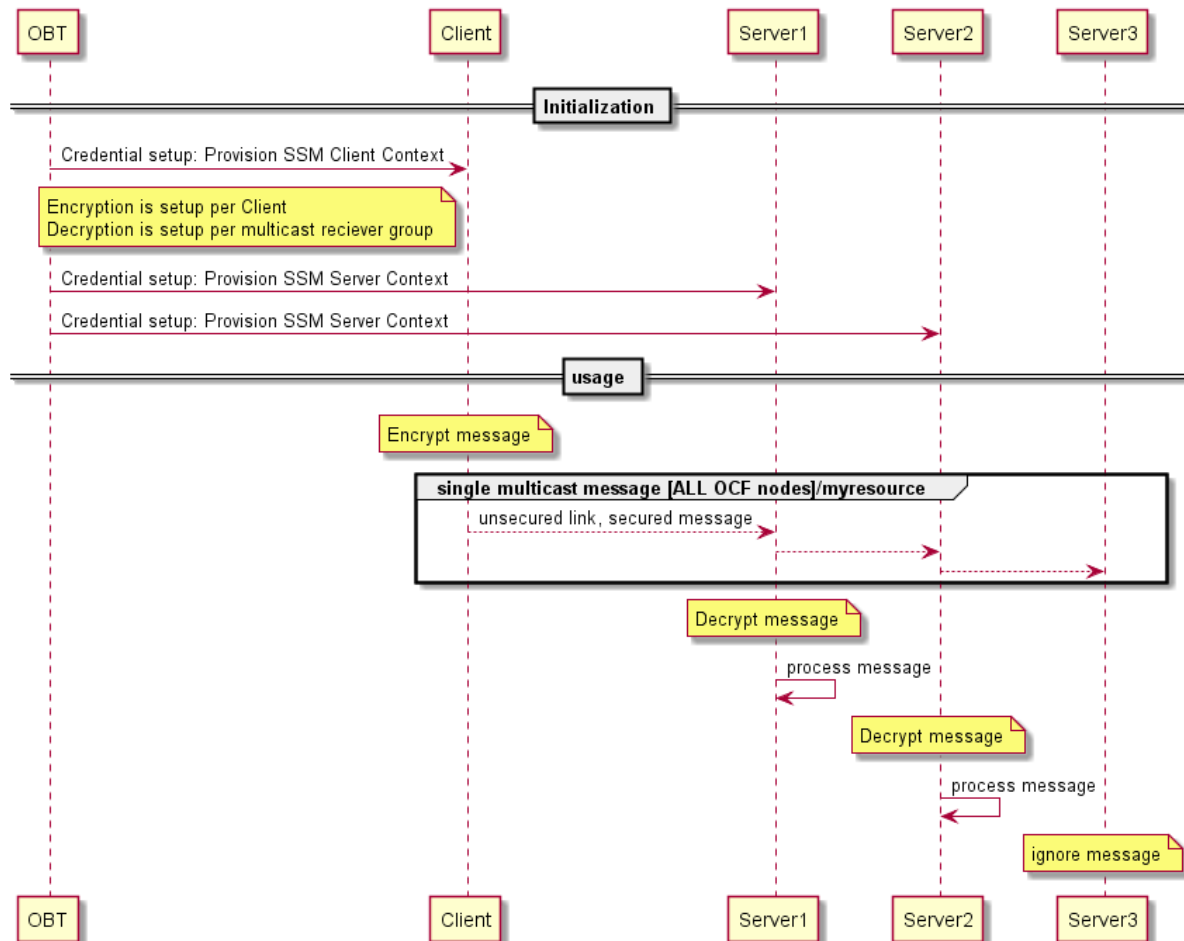 OBT
Client
Server1
Server2
Server3
Initialization
Credential setup: Provision SSM Client Context
Encryption is setup per Client
Decryption is setup per multicast reciever group
Credential setup: Provision SSM Server Context
Credential setup: Provision SSM Server Context
usage
Encrypt message
single multicast message [ALL OCF nodes]/myresource
unsecured link, secured message
Decrypt message
process message
Decrypt message
process message
ignore message
OBT
Client
Server1
Server2
Server3